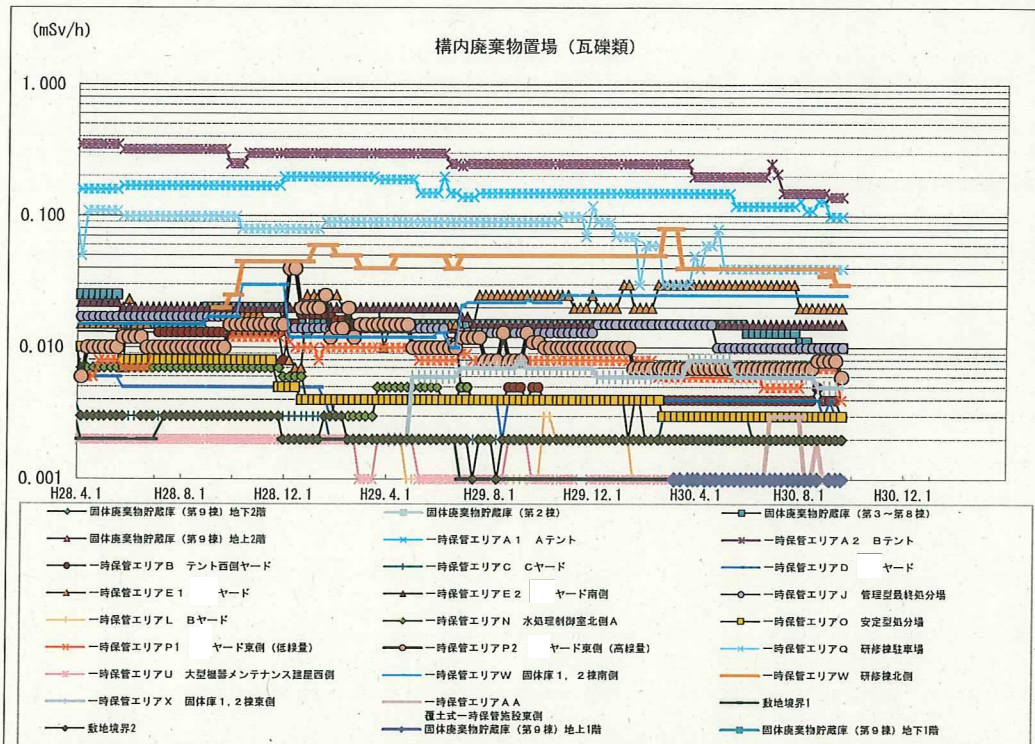 (mSv/h)
構内廃棄物置場（瓦礫類）
1.000
0.100
0.010
0.001
H28.4.1 H28.8.1 H28.12.1 H29.4.1 H29.8.1 H29.12.1 H30.4.1 H30.8.1 H30.12.1
固体廃棄物貯蔵庫（第9棟）地下2階 固体廃棄物貯蔵庫（第2棟） 固体廃棄物貯蔵庫（第3～第8棟）
固体廃棄物貯蔵庫（第9棟）地上2階 一時保管エリアA1 Aテント 一時保管エリアA2 Bテント
一時保管エリアB テント西側ヤード 一時保管エリアC Cヤード 一時保管エリアD ヤード
一時保管エリアE1 ヤード 一時保管エリアE2 ヤード南側 一時保管エリアJ 管理型最終処分場
一時保管エリアL Bヤード 一時保管エリアN 水処理制御室北側A 一時保管エリアO 安定型処分場
一時保管エリアP1 ヤード東側（低線量） 一時保管エリアP2 ヤード東側（高線量） 一時保管エリアQ 研修棟駐車場
一時保管エリアU 大型機器メンテナンス建屋西側 一時保管エリアW 固体庫1，2棟南側 一時保管エリアW 研修棟北側
一時保管エリアX 固体庫1,2棟東側 一時保管エリアAA 敷地境界1
覆土式一時保管施設東側
敷地境界2 固体廃棄物貯蔵庫（第9棟）地上1階 固体廃棄物貯蔵庫（第9棟）地下1階